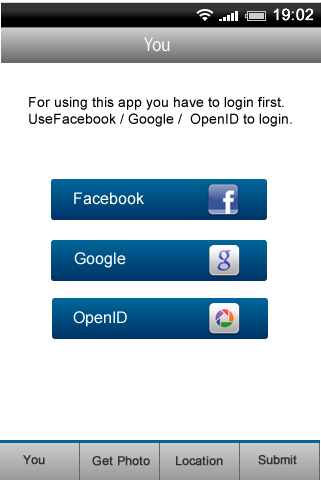 19:02
You
For using this app you have to login first.
UseFacebook / Google / OpenID to login.
Facebook f
Google g
OpenID
You Get Photo Location Submit